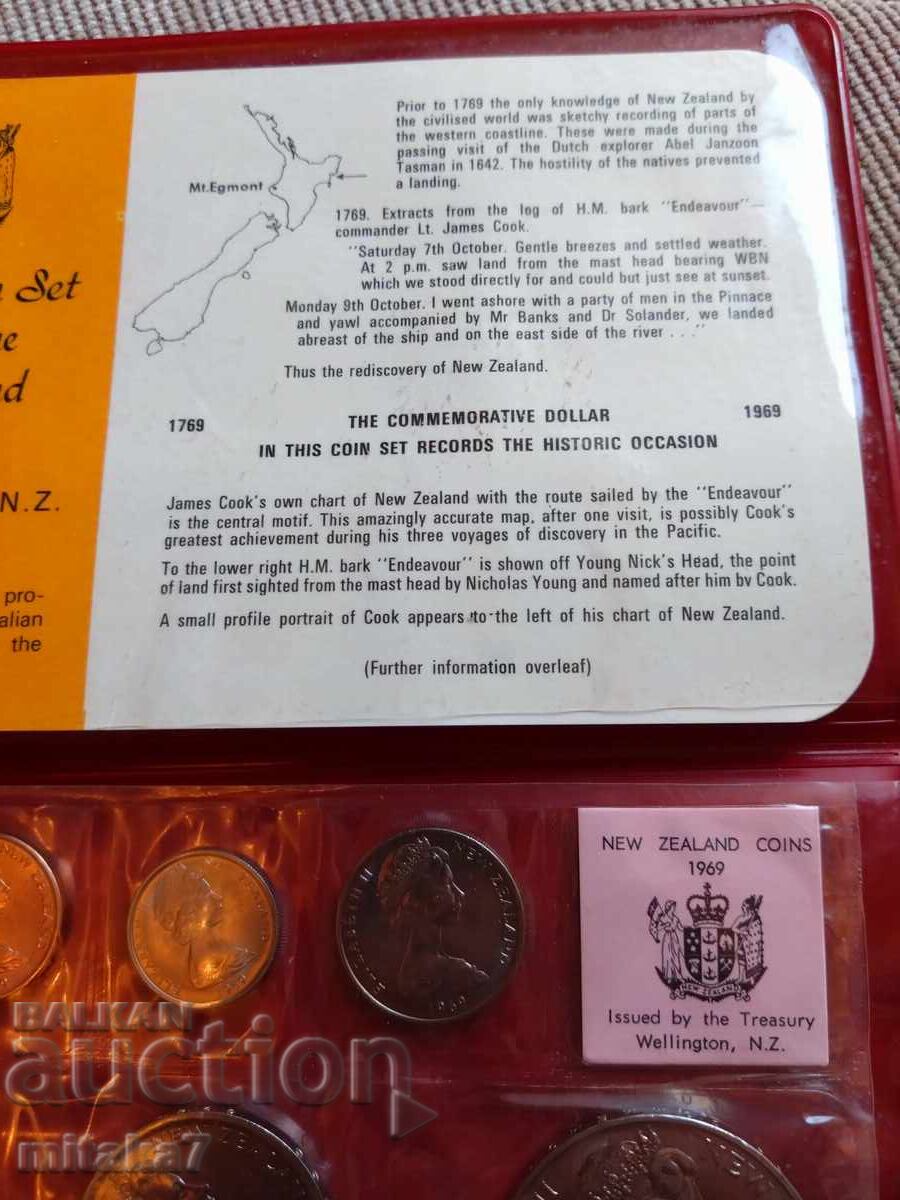 Prior to 1769 the only knowledge of New Zealand by
the civilised world was sketchy recording of parts of
the western coastline. These were made during the
passing visit of the Dutch explorer Abel Janzoon
Tasman in 1642. The hostility of the natives prevented
a landing.
Mt.Egmont
1769. Extracts from the log of H.M. bark "Endeavour"—
commander Lt. James Cook.
"Saturday 7th October. Gentle breezes and settled weather.
At 2 p.m. saw land from the mast head bearing WBN
which we stood directly for and could but just see at sunset.
Monday 9th October. I went ashore with a party of men in the Pinnace
and yawl accompanied by Mr Banks and Dr Solander, we landed
abreast of the ship and on the east side of the river . . ."
Thus the rediscovery of New Zealand.
1769 THE COMMEMORATIVE DOLLAR 1969
IN THIS COIN SET RECORDS THE HISTORIC OCCASION
James Cook's own chart of New Zealand with the route sailed by the "Endeavour"
is the central motif. This amazingly accurate map, after one visit, is possibly Cook's
greatest achievement during his three voyages of discovery in the Pacific.
To the lower right H.M. bark "Endeavour" is shown off Young Nick's Head, the point
of land first sighted from the mast head by Nicholas Young and named after him by Cook.
A small profile portrait of Cook appears to the left of his chart of New Zealand.
(Further information overleaf)
Set
N.Z.
pro-
alian
the
NEW ZEALAND COINS
1969
NEW ZEALAND
Issued by the Treasury
Wellington, N.Z.
ELIZABETH II NEW ZEALAND
1969
BALKAN
auction
mitaka7